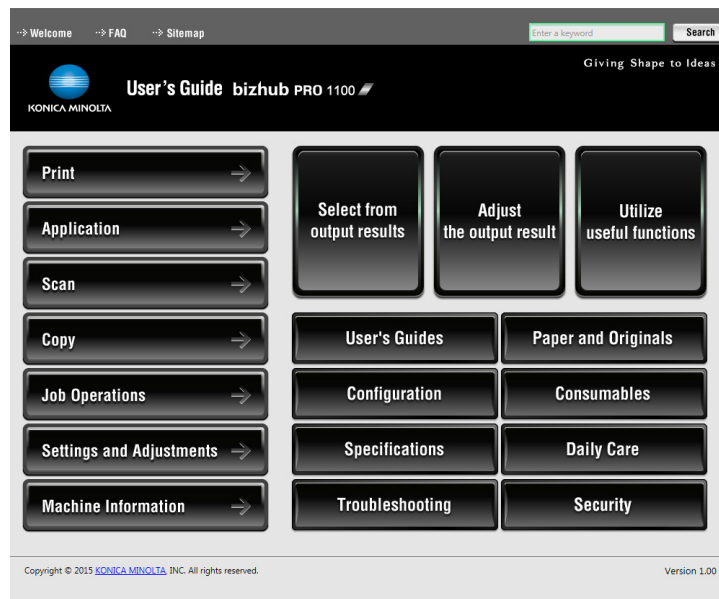 Welcome FAQ Sitemap Enter a keyword Search
Giving Shape to Ideas
KONICA MINOLTA
User's Guide bizhub PRO 1100
Print
Application
Scan
Copy
Job Operations
Settings and Adjustments
Machine Information
Select from
output results
Adjust
the output result
Utilize
useful functions
User's Guides
Paper and Originals
Configuration
Consumables
Specifications
Daily Care
Troubleshooting
Security
Copyright © 2015 KONICA MINOLTA, INC. All rights reserved.
Version 1.00